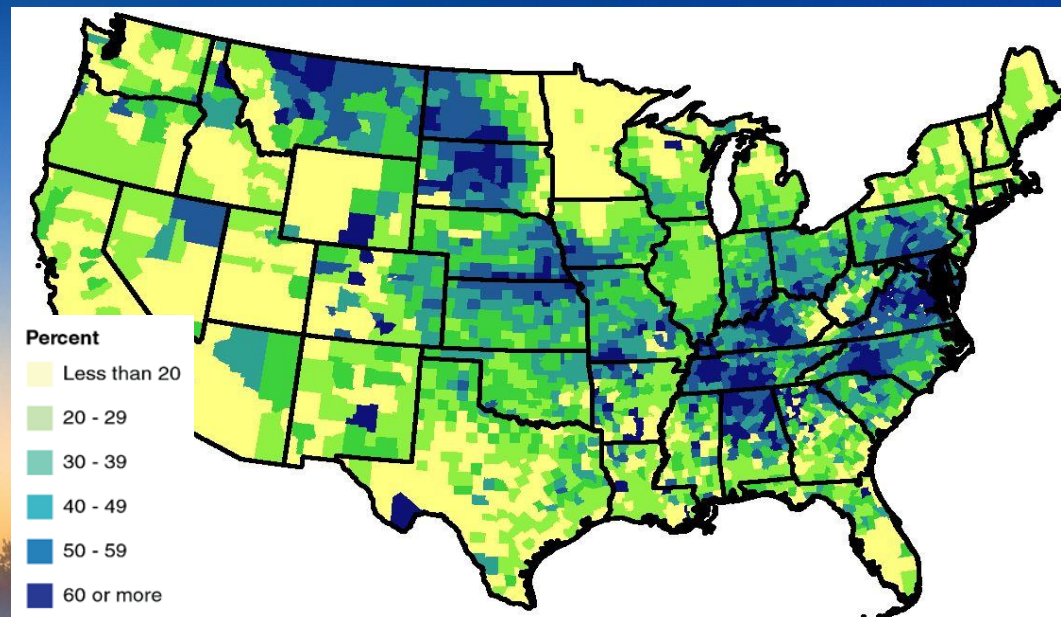 Percent
Less than 20
20 - 29
30 - 39
40 - 49
50 - 59
60 or more